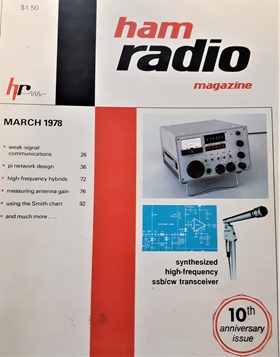 $1.50
ham
radio
magazine
hr
MARCH 1978
• weak-signal
communications 26
• pi network design 36
• high-frequency hybrids 72
• measuring antenna gain 76
• using the Smith chart 92
• and much more . . .
synthesized
high-frequency
ssb/cw transceiver
10th
anniversary
issue